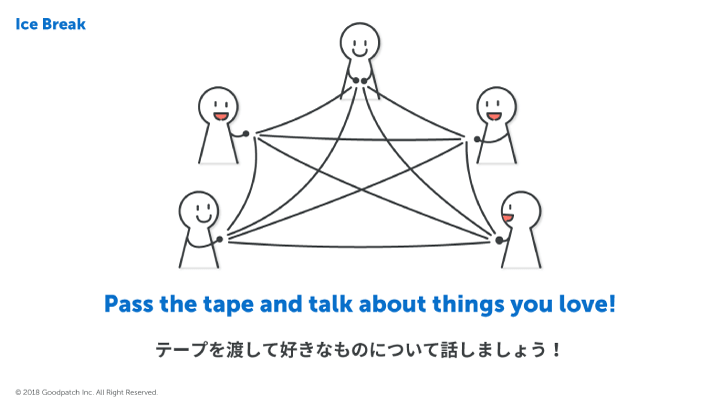 Ice Break
Pass the tape and talk about things you love!
テープを渡して好きなものについて話しましょう！
© 2018 Goodpatch Inc. All Right Reserved.